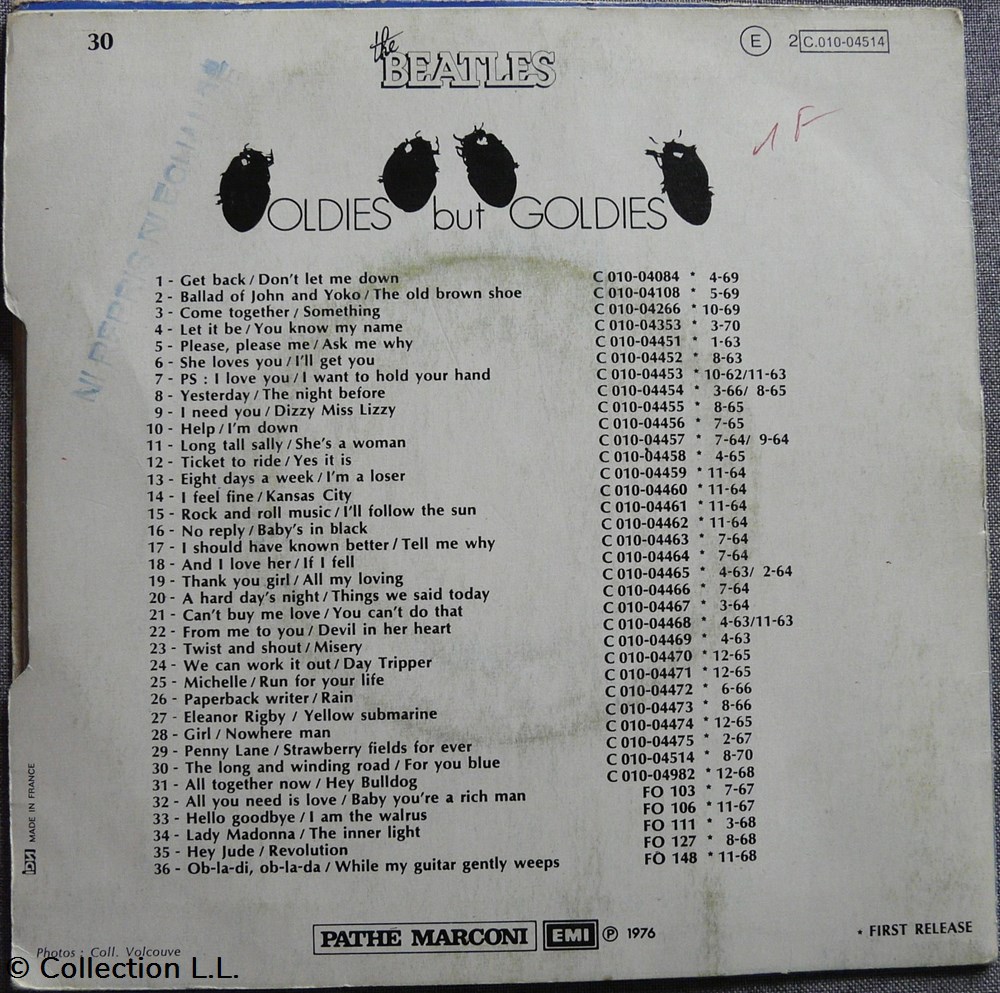 30
the BEATLES
E 2 C.010-04514
1F
NI REPRIS NI
OLDIES but GOLDIES
1 - Get back / Don't let me down C 010-04084 * 4-69
2 - Ballad of John and Yoko / The old brown shoe C 010-04108 * 5-69
3 - Come together / Something C 010-04266 * 10-69
4 - Let it be / You know my name C 010-04353 * 3-70
5 - Please, please me / Ask me why C 010-04451 * 1-63
6 - She loves you / I'll get you C 010-04452 * 8-63
7 - PS : I love you / I want to hold your hand C 010-04453 * 10-62/11-63
8 - Yesterday / The night before C 010-04454 * 3-66/ 8-65
9 - I need you / Dizzy Miss Lizzy C 010-04455 * 8-65
10 - Help / I'm down C 010-04456 * 7-65
11 - Long tall sally / She's a woman C 010-04457 * 7-64/ 9-64
12 - Ticket to ride / Yes it is C 010-04458 * 4-65
13 - Eight days a week / I'm a loser C 010-04459 * 11-64
14 - I feel fine / Kansas City C 010-04460 * 11-64
15 - Rock and roll music / I'll follow the sun C 010-04461 * 11-64
16 - No reply / Baby's in black C 010-04462 * 11-64
17 - I should have known better / Tell me why C 010-04463 * 7-64
18 - And I love her / If I fell C 010-04464 * 7-64
19 - Thank you girl / All my loving C 010-04465 * 4-63/ 2-64
20 - A hard day's night / Things we said today C 010-04466 * 7-64
21 - Can't buy me love / You can't do that C 010-04467 * 3-64
22 - From me to you / Devil in her heart C 010-04468 * 4-63/11-63
23 - Twist and shout / Misery C 010-04469 * 4-63
24 - We can work it out / Day Tripper C 010-04470 * 12-65
25 - Michelle / Run for your life C 010-04471 * 12-65
26 - Paperback writer / Rain C 010-04472 * 6-66
27 - Eleanor Rigby / Yellow submarine C 010-04473 * 8-66
28 - Girl / Nowhere man C 010-04474 * 12-65
29 - Penny Lane / Strawberry fields for ever C 010-04475 * 2-67
30 - The long and winding road / For you blue C 010-04514 * 8-70
31 - All together now / Hey Bulldog C 010-04982 * 12-68
32 - All you need is love / Baby you're a rich man FO 103 * 7-67
33 - Hello goodbye / I am the walrus FO 106 * 11-67
34 - Lady Madonna / The inner light FO 111 * 3-68
35 - Hey Jude / Revolution FO 127 * 8-68
36 - Ob-la-di, ob-la-da / While my guitar gently weeps FO 148 * 11-68
MADE IN FRANCE
PATHÉ MARCONI EMI ℗ 1976
* FIRST RELEASE
Photos : Coll. Volcouve
© Collection L.L.